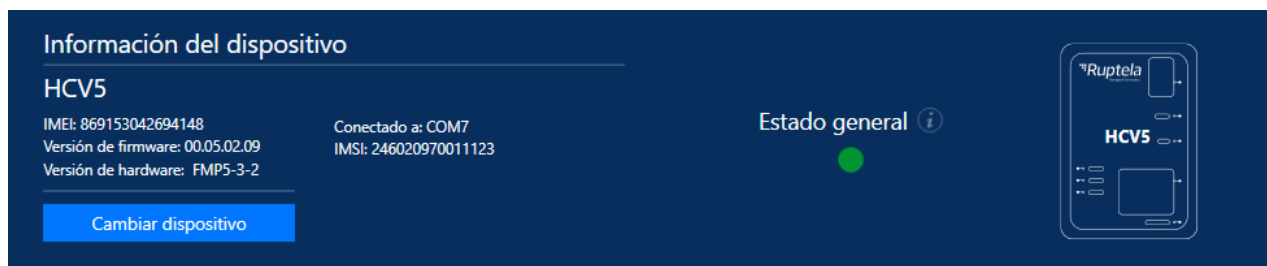 Información del dispositivo
HCV5
IMEI: 869153042694148
Versión de firmware: 00.05.02.09
Versión de hardware: FMP5-3-2
Conectado a: COM7
IMSI: 246020970011123
Cambiar dispositivo
Estado general
Ruptela
HCV5